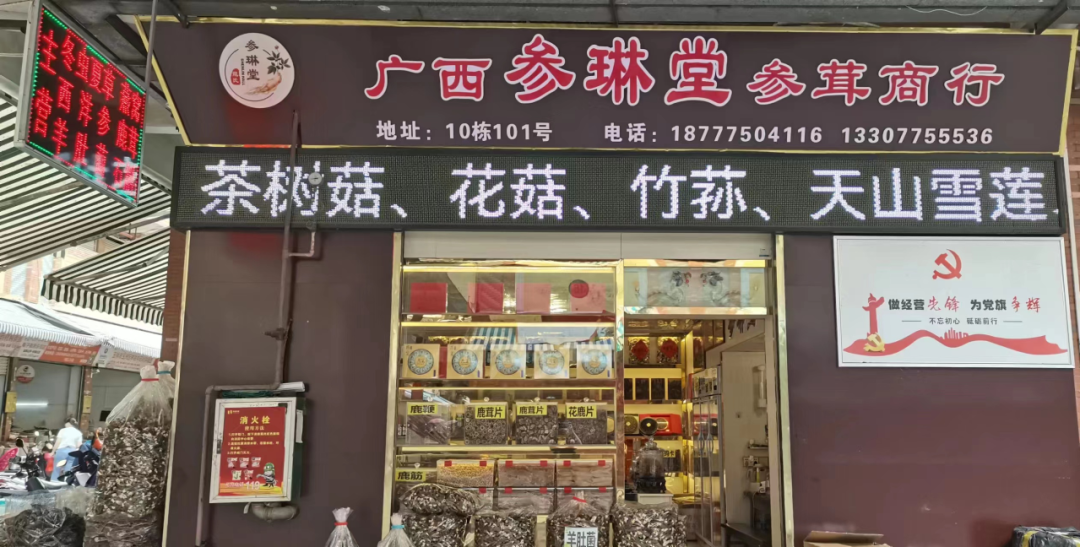 参琳堂
广西参琳堂参茸商行
地址：10栋101号 电话：18777504116 13307755536
茶树菇、花菇、竹荪、天山雪莲、
做经营先锋 为党旗争辉
不忘初心 砥砺前行
消火栓
鹿鞭
鹿茸片
鹿茸片
花鹿片
鹿筋
羊肚菌